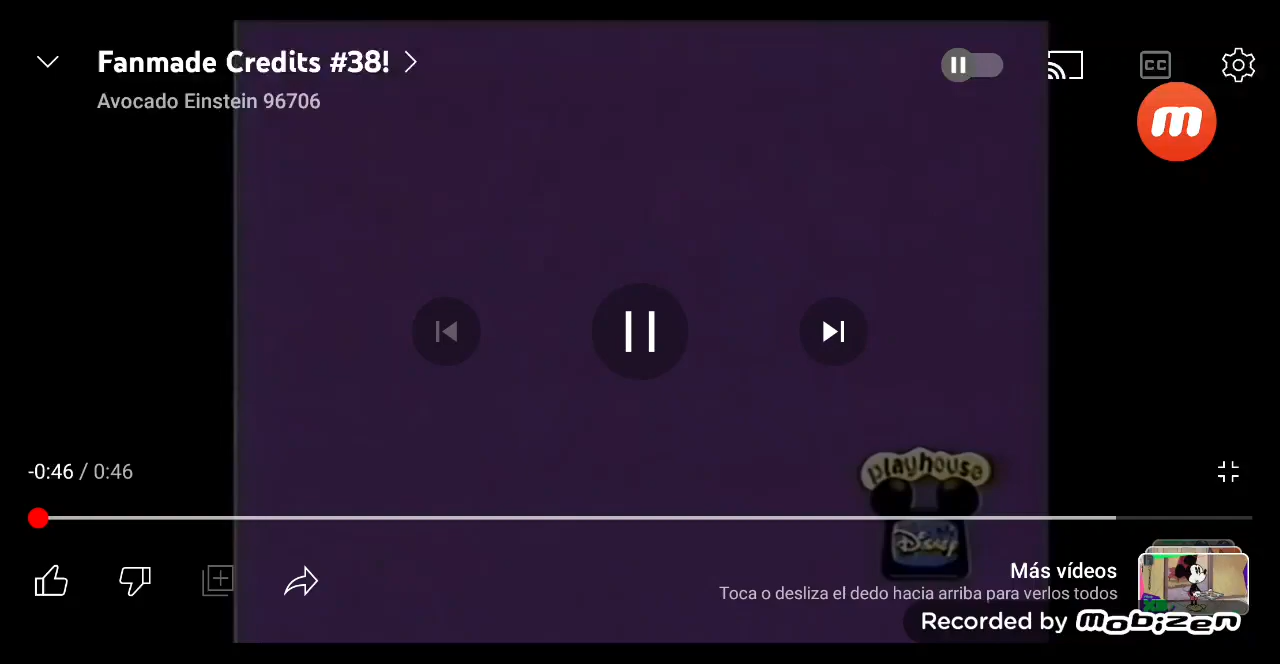 Fanmade Credits #38!
Avocado Einstein 96706
CC
m
playhouse
Disney
-0:46 / 0:46
Más vídeos
Toca o desliza el dedo hacia arriba para verlos todos
Recorded by mobizen